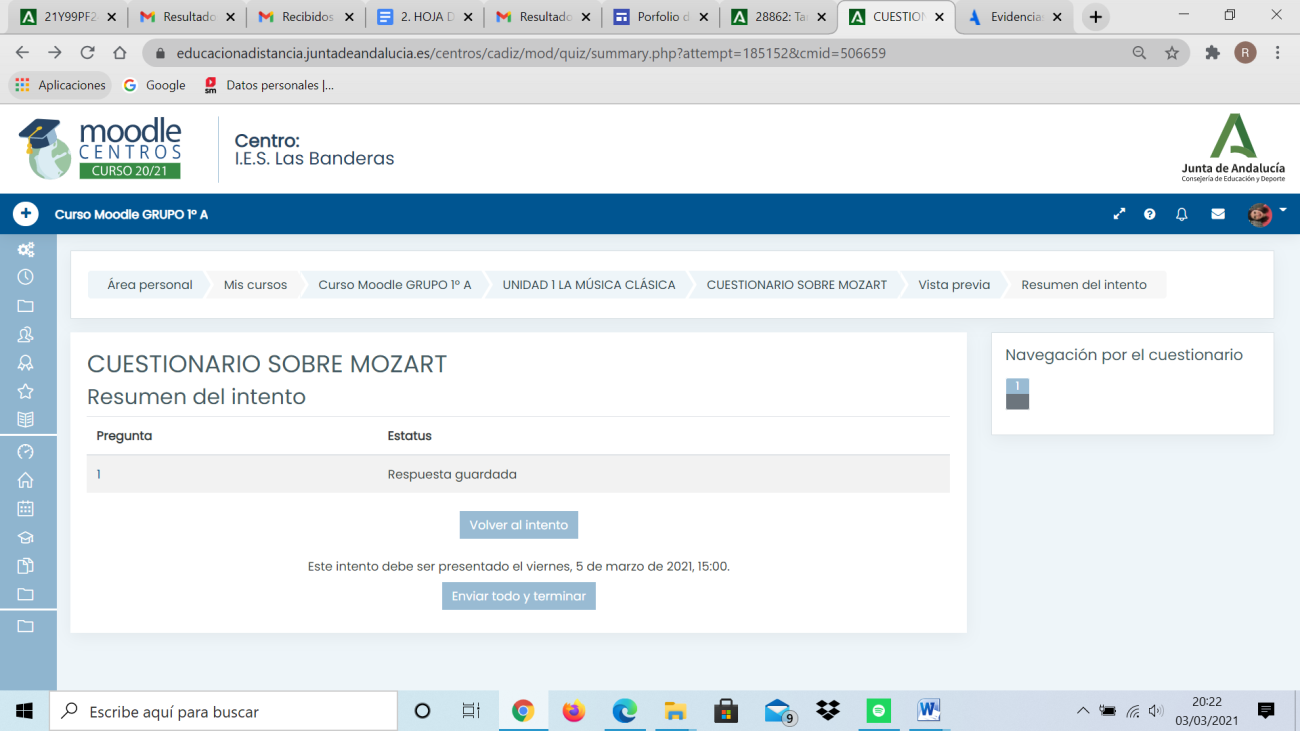 21Y99PF2
Resultado
Recibidos
2. HOJA D
Resultado
Porfolio d
28862: Ta
CUESTION
Evidencia
educacionadistancia.juntadeandalucia.es/centros/cadiz/mod/quiz/summary.php?attempt=185152&cmid=506659
R
Aplicaciones
Google
sm
Datos personales |...
moodle
CENTROS
CURSO 20/21
Centro:
I.E.S. Las Banderas
Junta de Andalucía
Consejería de Educación y Deporte
Curso Moodle GRUPO 1º A
Área personal
Mis cursos
Curso Moodle GRUPO 1º A
UNIDAD 1 LA MÚSICA CLÁSICA
CUESTIONARIO SOBRE MOZART
Vista previa
Resumen del intento
CUESTIONARIO SOBRE MOZART
Resumen del intento
Pregunta
Estatus
1
Respuesta guardada
Volver al intento
Este intento debe ser presentado el viernes, 5 de marzo de 2021, 15:00.
Enviar todo y terminar
Navegación por el cuestionario
1
Escribe aquí para buscar
9
W
20:22
03/03/2021